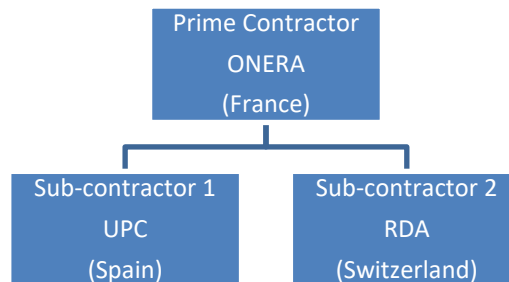 Prime Contractor
ONERA
(France)
Sub-contractor 1
UPC
(Spain)
Sub-contractor 2
RDA
(Switzerland)